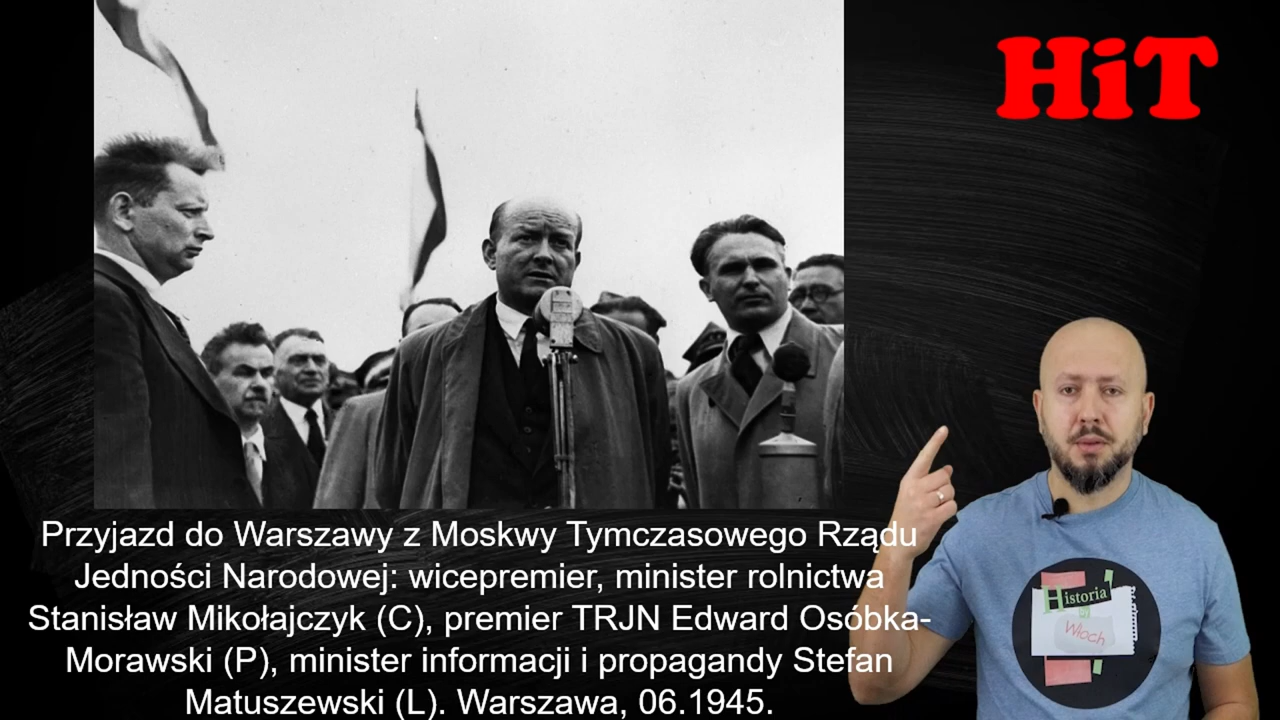 HiT
Przyjazd do Warszawy z Moskwy Tymczasowego Rządu
Jedności Narodowej: wicepremier, minister rolnictwa
Stanisław Mikołajczyk (C), premier TRJN Edward Osóbka-
Morawski (P), minister informacji i propagandy Stefan
Matuszewski (L). Warszawa, 06.1945.
Historia
Wloch